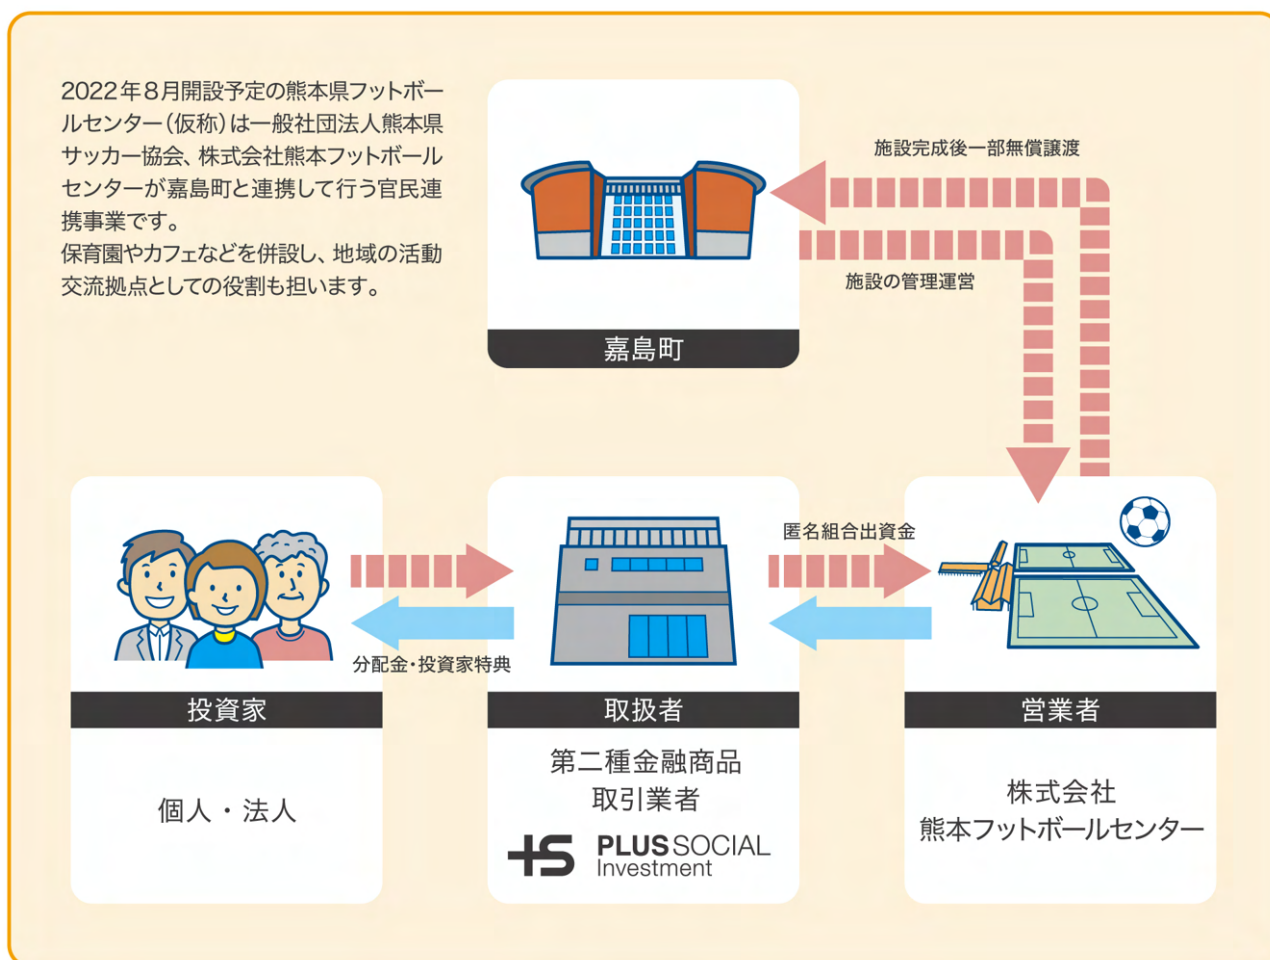 2022年8月開設予定の熊本県フットボー
ルセンター(仮称)は一般社団法人熊本県
サッカー協会、株式会社熊本フットボール
センターが嘉島町と連携して行う官民連
携事業です。
保育園やカフェなどを併設し、地域の活動
交流拠点としての役割も担います。
施設完成後一部無償譲渡
施設の管理運営
嘉島町
匿名組合出資金
分配金・投資家特典
投資家
個人・法人
取扱者
第二種金融商品
取引業者
PLUS SOCIAL
Investment
営業者
株式会社
熊本フットボールセンター